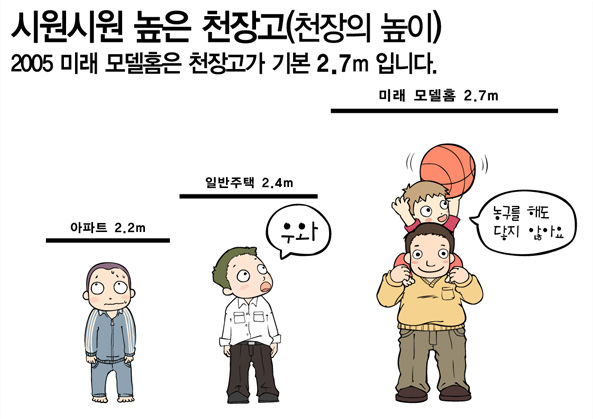 시원시원 높은 천장고(천장의 높이)
2005 미래 모델홈은 천장고가 기본 2.7m 입니다.
미래 모델홈 2.7m
일반주택 2.4m
아파트 2.2m
우와
농구를 해도
닿지 않아요